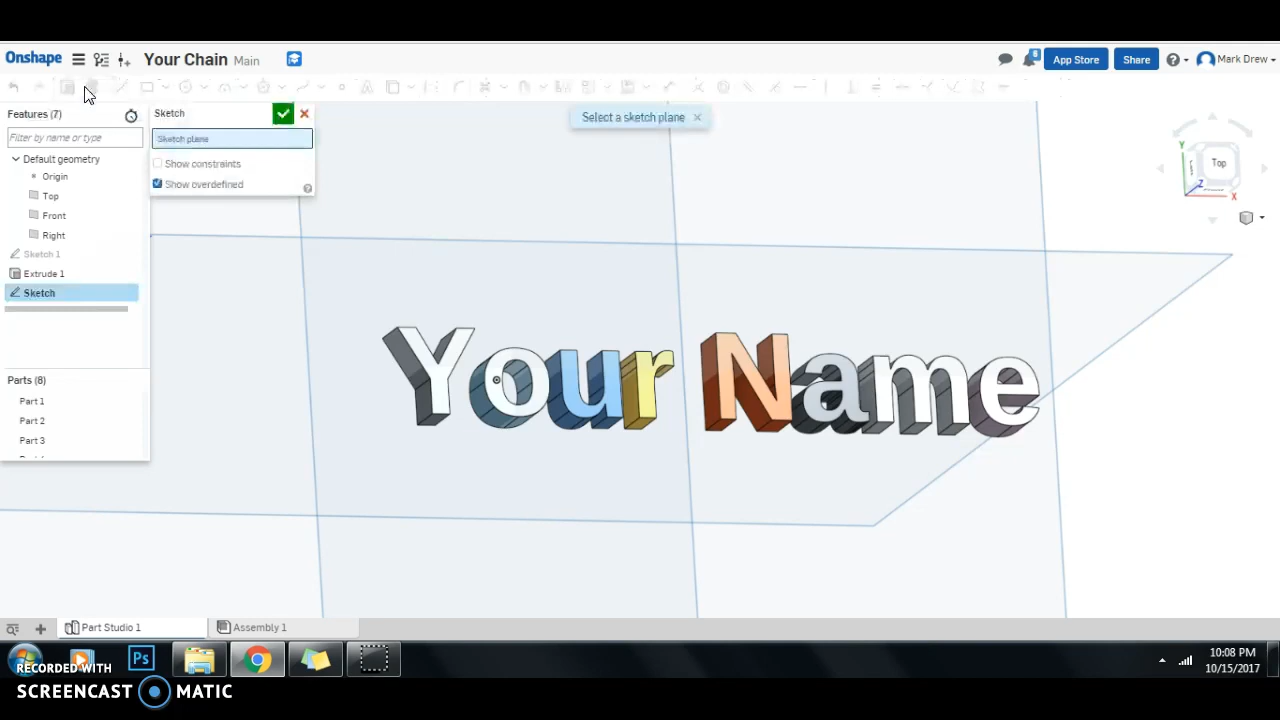 Onshape
Your Chain Main
6
App Store
Share
Mark Drew
Features (7)
Filter by name or type
Default geometry
Origin
Top
Front
Right
Sketch 1
Extrude 1
Sketch
Sketch
Sketch plane
Show constraints
Show overdefined
Select a sketch plane
Y
Top
Z
X
Your Name
Parts (8)
Part 1
Part 2
Part 3
Part Studio 1
Assembly 1
Ps
10:08 PM
10/15/2017
RECORDED WITH
SCREENCAST MATIC